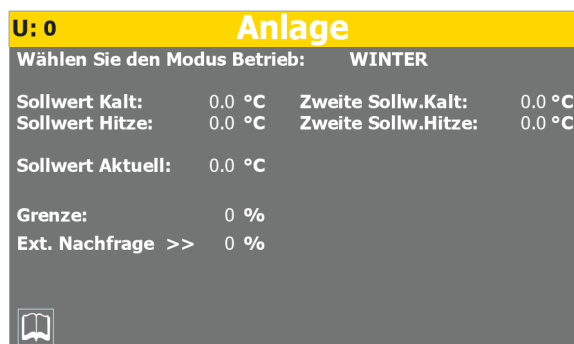 U: 0 Anlage
Wählen Sie den Modus Betrieb: WINTER
Sollwert Kalt: 0.0 °C Zweite Sollw.Kalt: 0.0 °C
Sollwert Hitze: 0.0 °C Zweite Sollw.Hitze: 0.0 °C
Sollwert Aktuell: 0.0 °C
Grenze: 0 %
Ext. Nachfrage >> 0 %